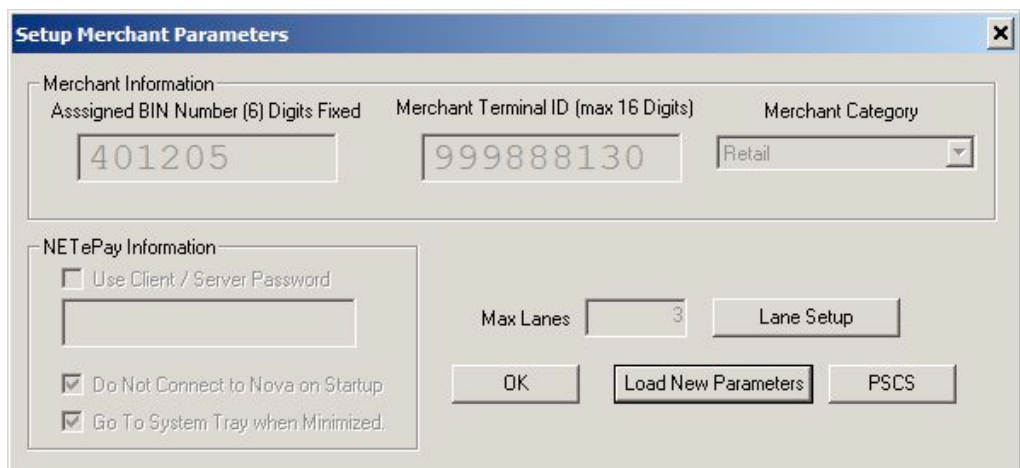 Setup Merchant Parameters
Merchant Information
Asssigned BIN Number (6) Digits Fixed
Merchant Terminal ID (max 16 Digits)
Merchant Category
401205
999888130
Retail
NETePay Information
Use Client / Server Password
Max Lanes
3
Lane Setup
Do Not Connect to Nova on Startup
Go To System Tray when Minimized.
OK
Load New Parameters
PSCS